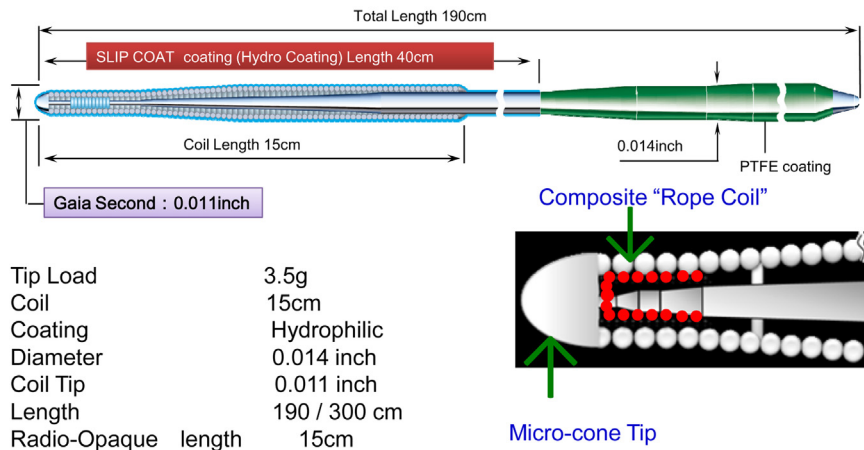 Total Length 190cm
SLIP COAT coating (Hydro Coating) Length 40cm
Coil Length 15cm
0.014inch
PTFE coating
Gaia Second : 0.011inch
Composite “Rope Coil”
Tip Load 3.5g
Coil 15cm
Coating Hydrophilic
Diameter 0.014 inch
Coil Tip 0.011 inch
Length 190 / 300 cm
Radio-Opaque length 15cm
Micro-cone Tip